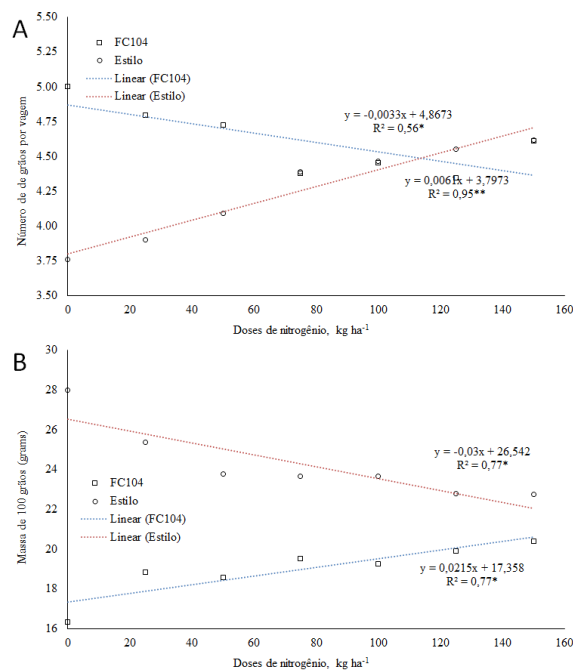 A
5.50
5.25
5.00
4.75
4.50
4.25
4.00
3.75
3.50
Número de de grãos por vagem
FC104
Estilo
Linear (FC104)
Linear (Estilo)
y = -0,0033x + 4,8673
R² = 0,56*
y = 0,0061x + 3,7973
R² = 0,95**
0 20 40 60 80 100 120 140 160
Doses de nitrogênio, kg ha⁻¹
B
30
28
26
24
22
20
18
16
Massa de 100 grãos (grams)
y = -0,03x + 26,542
R² = 0,77*
FC104
Estilo
Linear (FC104)
Linear (Estilo)
y = 0,0215x + 17,358
R² = 0,77*
0 20 40 60 80 100 120 140 160
Doses de nitrogênio, kg ha⁻¹